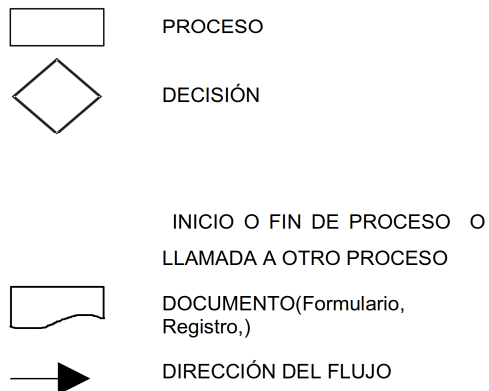 PROCESO
DECISIÓN
INICIO O FIN DE PROCESO O
LLAMADA A OTRO PROCESO
DOCUMENTO(Formulario,
Registro,)
DIRECCIÓN DEL FLUJO